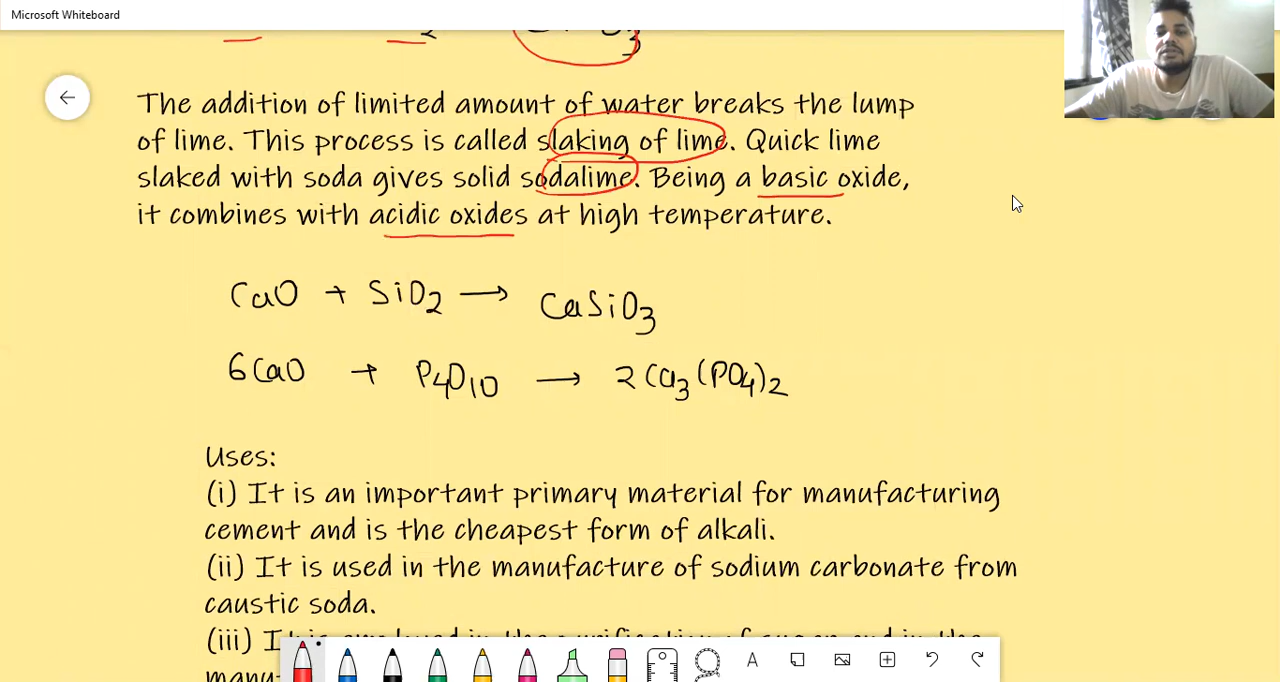 Microsoft Whiteboard
The addition of limited amount of water breaks the lump
of lime. This process is called slaking of lime. Quick lime
slaked with soda gives solid sodalime. Being a basic oxide,
it combines with acidic oxides at high temperature.
CaO + SiO2 → CaSiO3
6CaO + P4O10 → 2Ca3(PO4)2
Uses:
(i) It is an important primary material for manufacturing
cement and is the cheapest form of alkali.
(ii) It is used in the manufacture of sodium carbonate from
caustic soda.
(iii)
manu